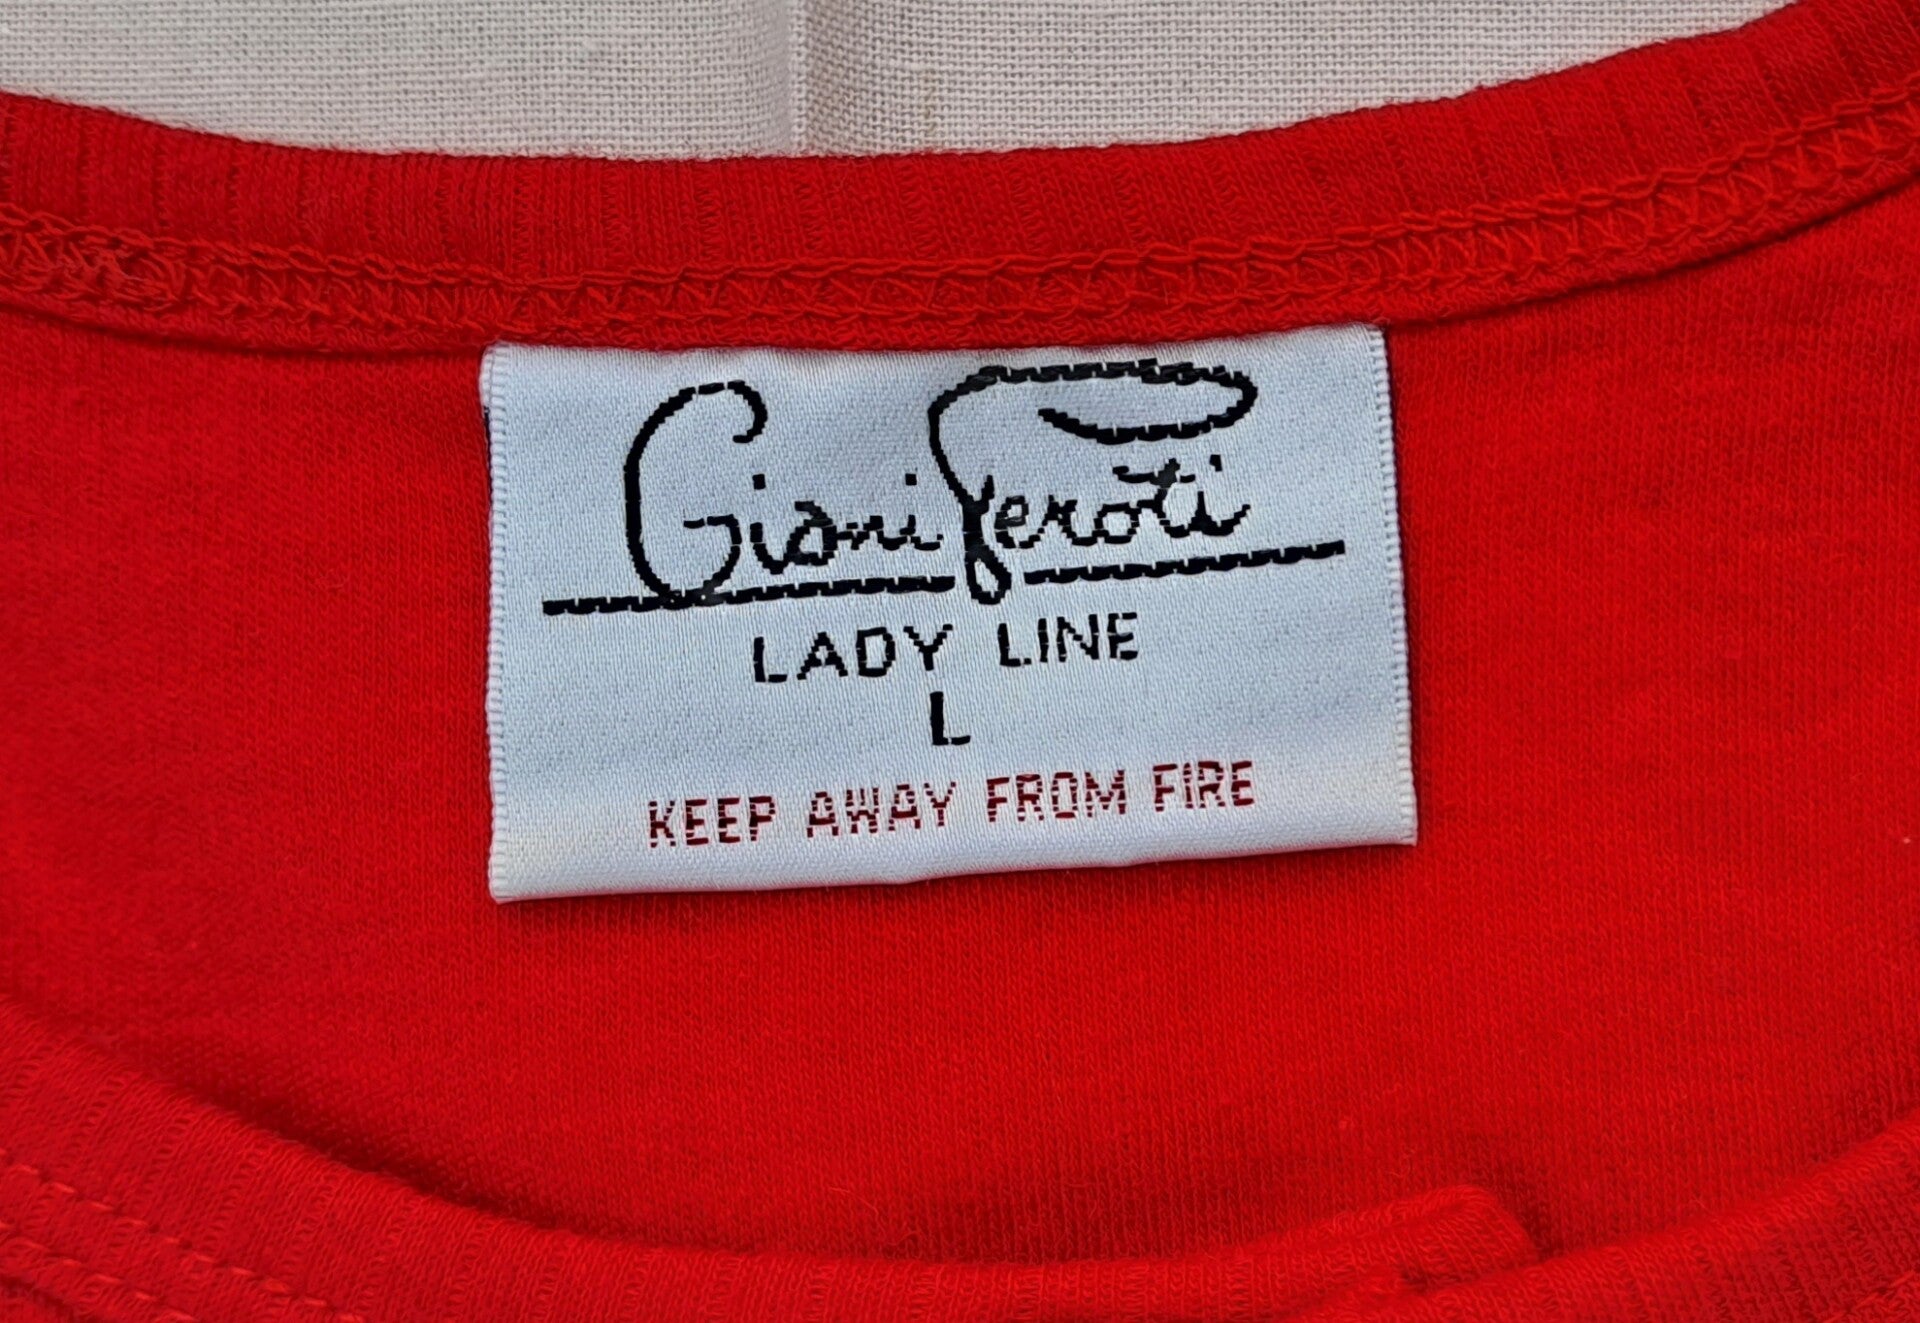 Giani Feroti
LADY LINE
L
KEEP AWAY FROM FIRE